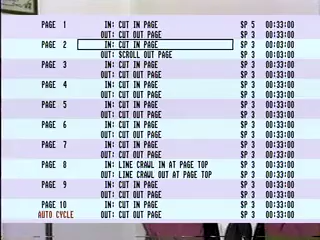 PAGE 1 IN: CUT IN PAGE SP 5 00:33:00
OUT: CUT OUT PAGE SP 3 00:33:00
PAGE 2 IN: CUT IN PAGE SP 3 00:03:00
OUT: SCROLL OUT PAGE SP 3 00:33:00
PAGE 3 IN: CUT IN PAGE SP 3 00:33:00
OUT: CUT OUT PAGE SP 3 00:33:00
PAGE 4 IN: CUT IN PAGE SP 3 00:33:00
OUT: CUT OUT PAGE SP 3 00:33:00
PAGE 5 IN: CUT IN PAGE SP 3 00:33:00
OUT: CUT OUT PAGE SP 3 00:33:00
PAGE 6 IN: CUT IN PAGE SP 3 00:33:00
OUT: CUT OUT PAGE SP 3 00:33:00
PAGE 7 IN: CUT IN PAGE SP 3 00:33:00
OUT: CUT OUT PAGE SP 3 00:33:00
PAGE 8 IN: LINE CRAWL IN AT PAGE TOP SP 3 00:33:00
OUT: LINE CRAWL OUT AT PAGE TOP SP 3 00:33:00
PAGE 9 IN: CUT IN PAGE SP 3 00:33:00
OUT: CUT OUT PAGE SP 3 00:33:00
PAGE 10 IN: CUT IN PAGE SP 3 00:33:00
AUTO CYCLE OUT: CUT OUT PAGE SP 3 00:33:00